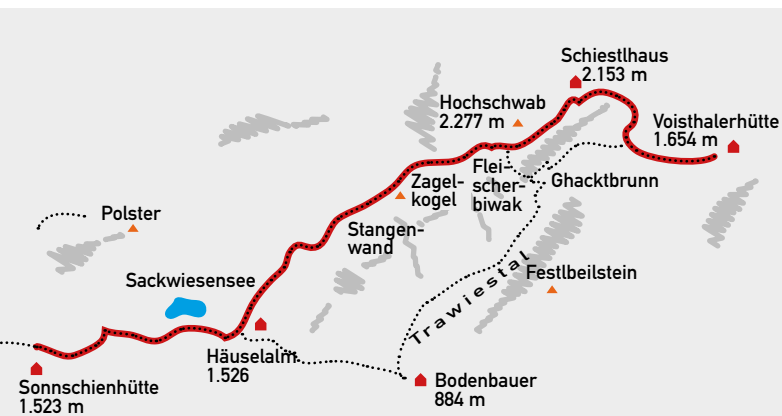 Schiestlhaus
2.153 m
Hochschwab
2.277 m
Voisthalerhütte
1.654 m
Flei-
scher-
biwak
Ghacktbrunn
Zagel-
kogel
Stangen-
wand
Polster
Sackwiesensee
Festlbeilstein
Trawiestal
Häuselalm
1.526
Bodenbauer
884 m
Sonnschienhütte
1.523 m